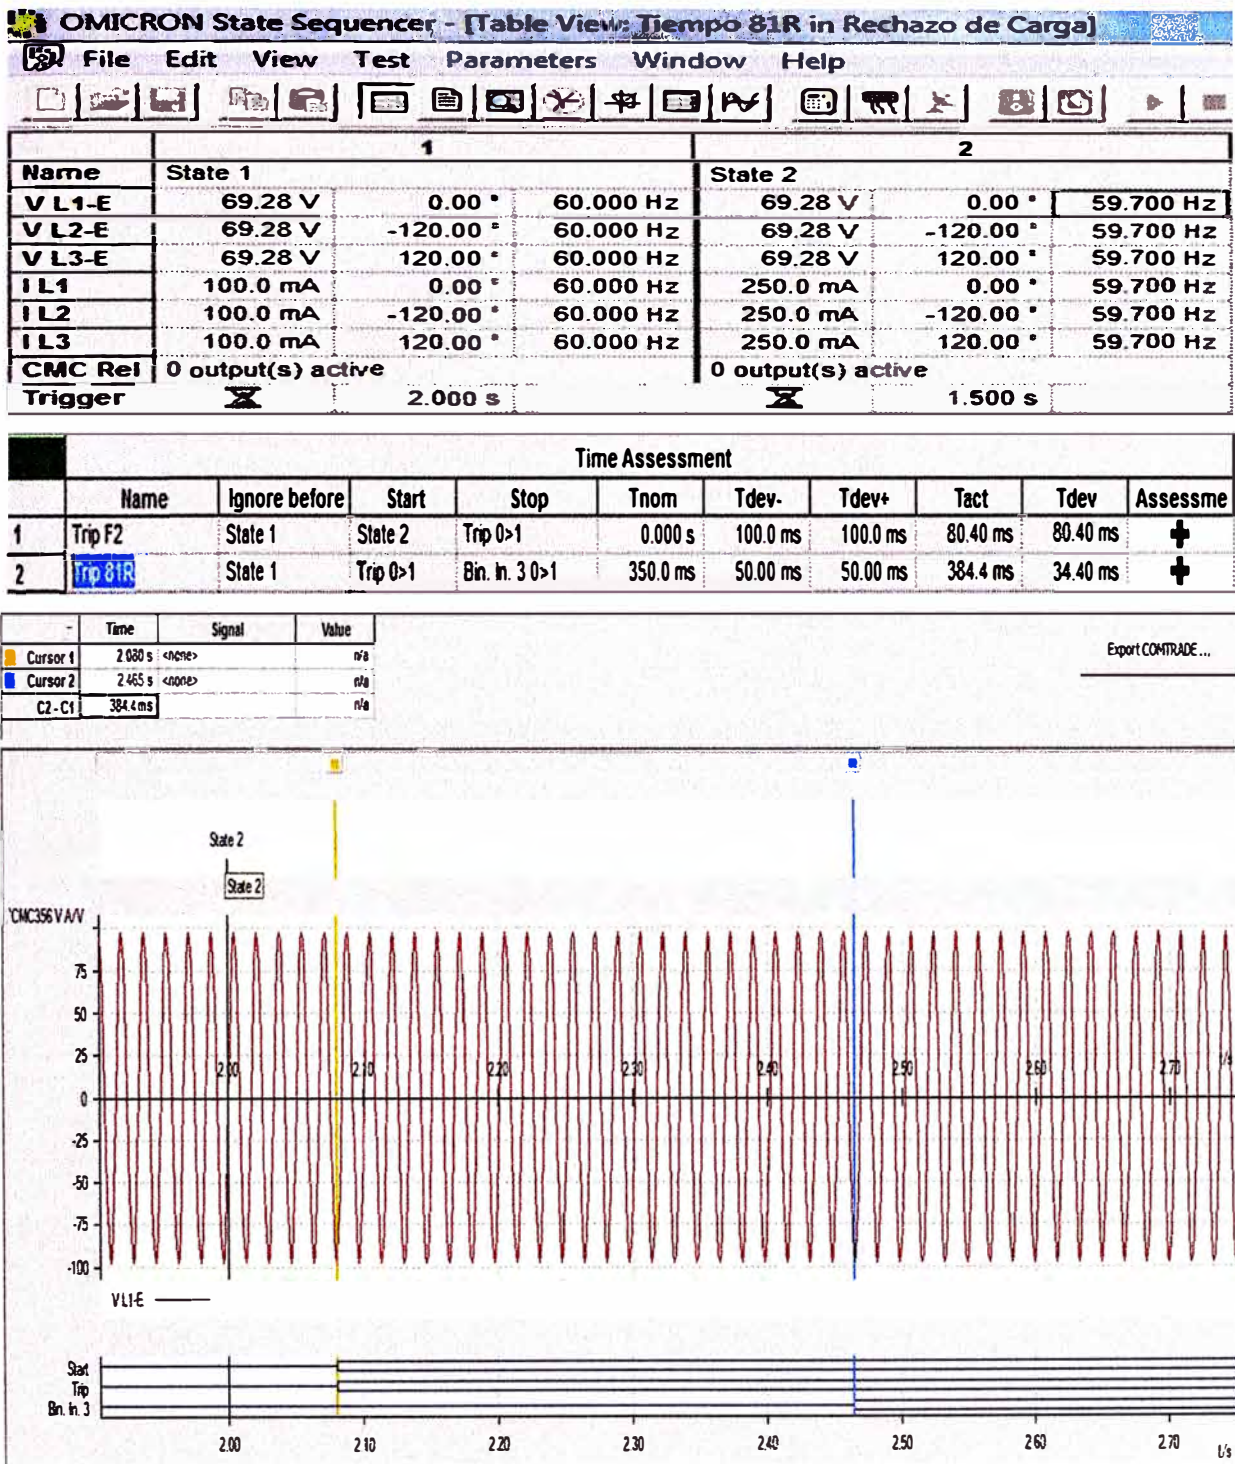 OMICRON State Sequencer - [Table View: Tiempo 81R in Rechazo de Carga]
File Edit View Test Parameters Window Help
1 2
Name State 1 State 2
V L1-E 69.28 V 0.00 ° 60.000 Hz 69.28 V 0.00 ° 59.700 Hz
V L2-E 69.28 V -120.00 ° 60.000 Hz 69.28 V -120.00 ° 59.700 Hz
V L3-E 69.28 V 120.00 ° 60.000 Hz 69.28 V 120.00 ° 59.700 Hz
I L1 100.0 mA 0.00 ° 60.000 Hz 250.0 mA 0.00 ° 59.700 Hz
I L2 100.0 mA -120.00 ° 60.000 Hz 250.0 mA -120.00 ° 59.700 Hz
I L3 100.0 mA 120.00 ° 60.000 Hz 250.0 mA 120.00 ° 59.700 Hz
CMC Rel 0 output(s) active 0 output(s) active
Trigger 2.000 s 1.500 s
Time Assessment
Name Ignore before Start Stop Tnom Tdev- Tdev+ Tact Tdev Assessme
1 Trip F2 State 1 State 2 Trip 0>1 0.000 s 100.0 ms 100.0 ms 80.40 ms 80.40 ms +
2 Trip 81R State 1 Trip 0>1 Bin. In. 3 0>1 350.0 ms 50.00 ms 50.00 ms 384.4 ms 34.40 ms +
Time Signal Value
Cursor 1 2.080 s <none> n/a
Cursor 2 2.465 s <none> n/a
C2 - C1 384.4 ms n/a
Export COMTRADE ...
State 2
State 2
CMC356 V A/V
75
50
25
2.00 2.10 2.20 2.30 2.40 2.50 2.60 2.70 t/s
0
-25
-50
-75
-100
V L1-E
Start
Trip
Bin. In. 3
2.00 2.10 2.20 2.30 2.40 2.50 2.60 2.70 t/s